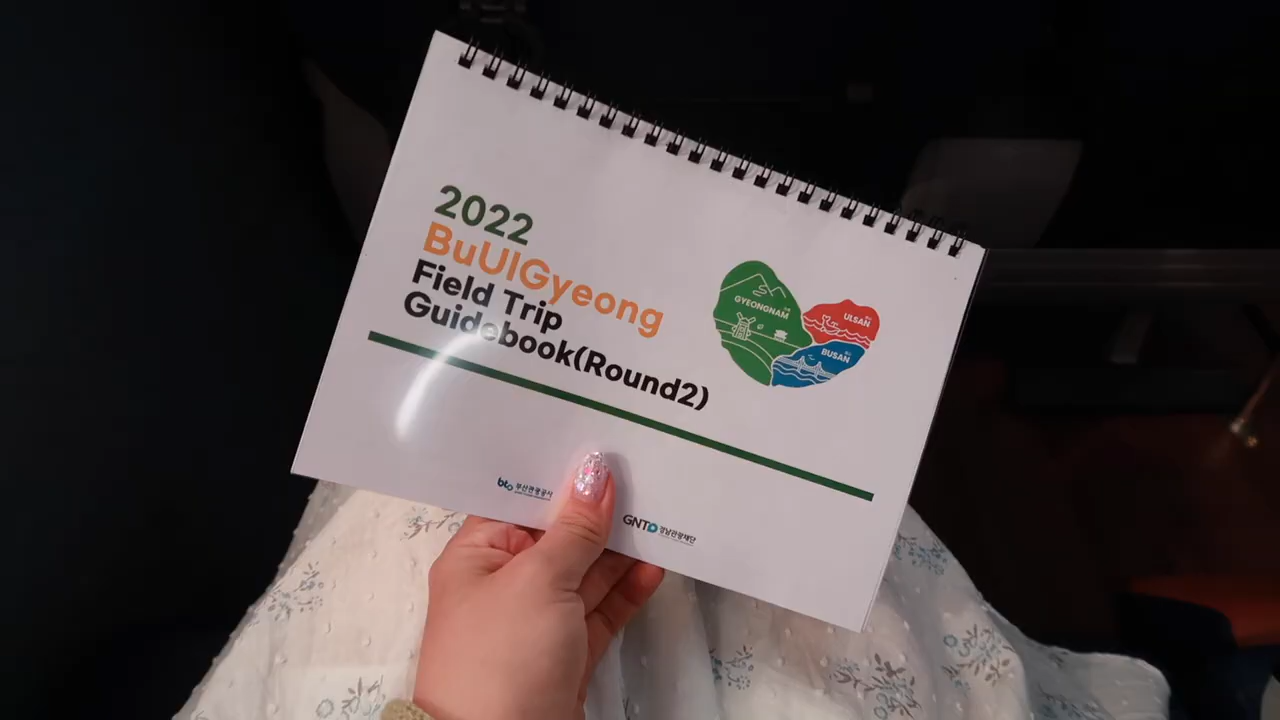 2022
BuUlGyeong
Field Trip
Guidebook(Round2)
GYEONGNAM
ULSAN
BUSAN
bto 부산관광공사
GNTO 경남관광재단